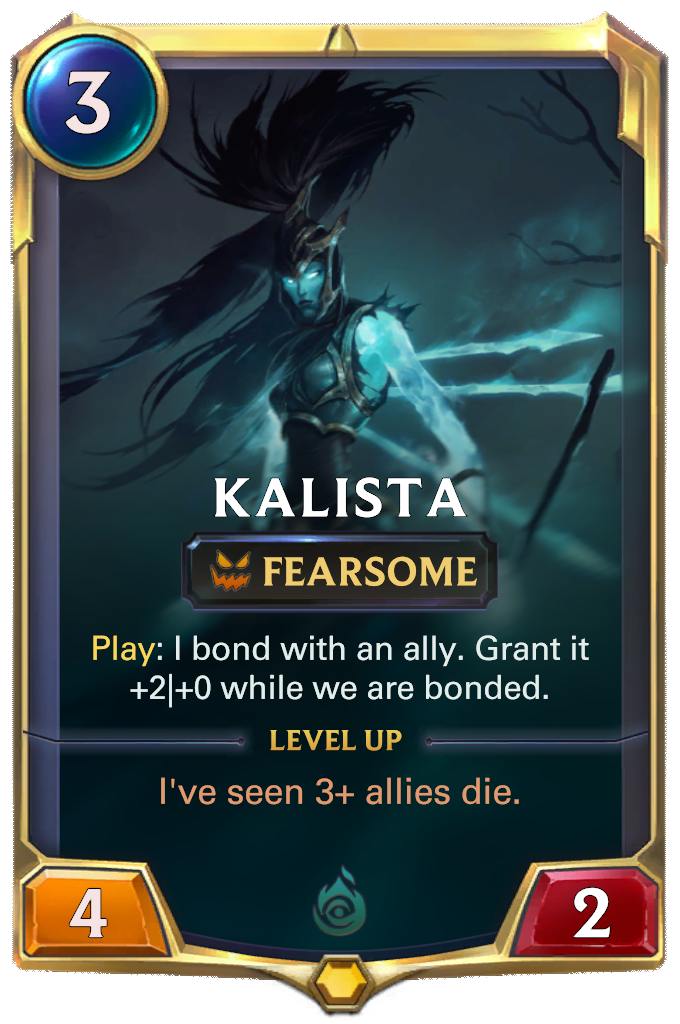 3
KALISTA
FEARSOME
Play: I bond with an ally. Grant it
+2|+0 while we are bonded.
LEVEL UP
I've seen 3+ allies die.
4
2